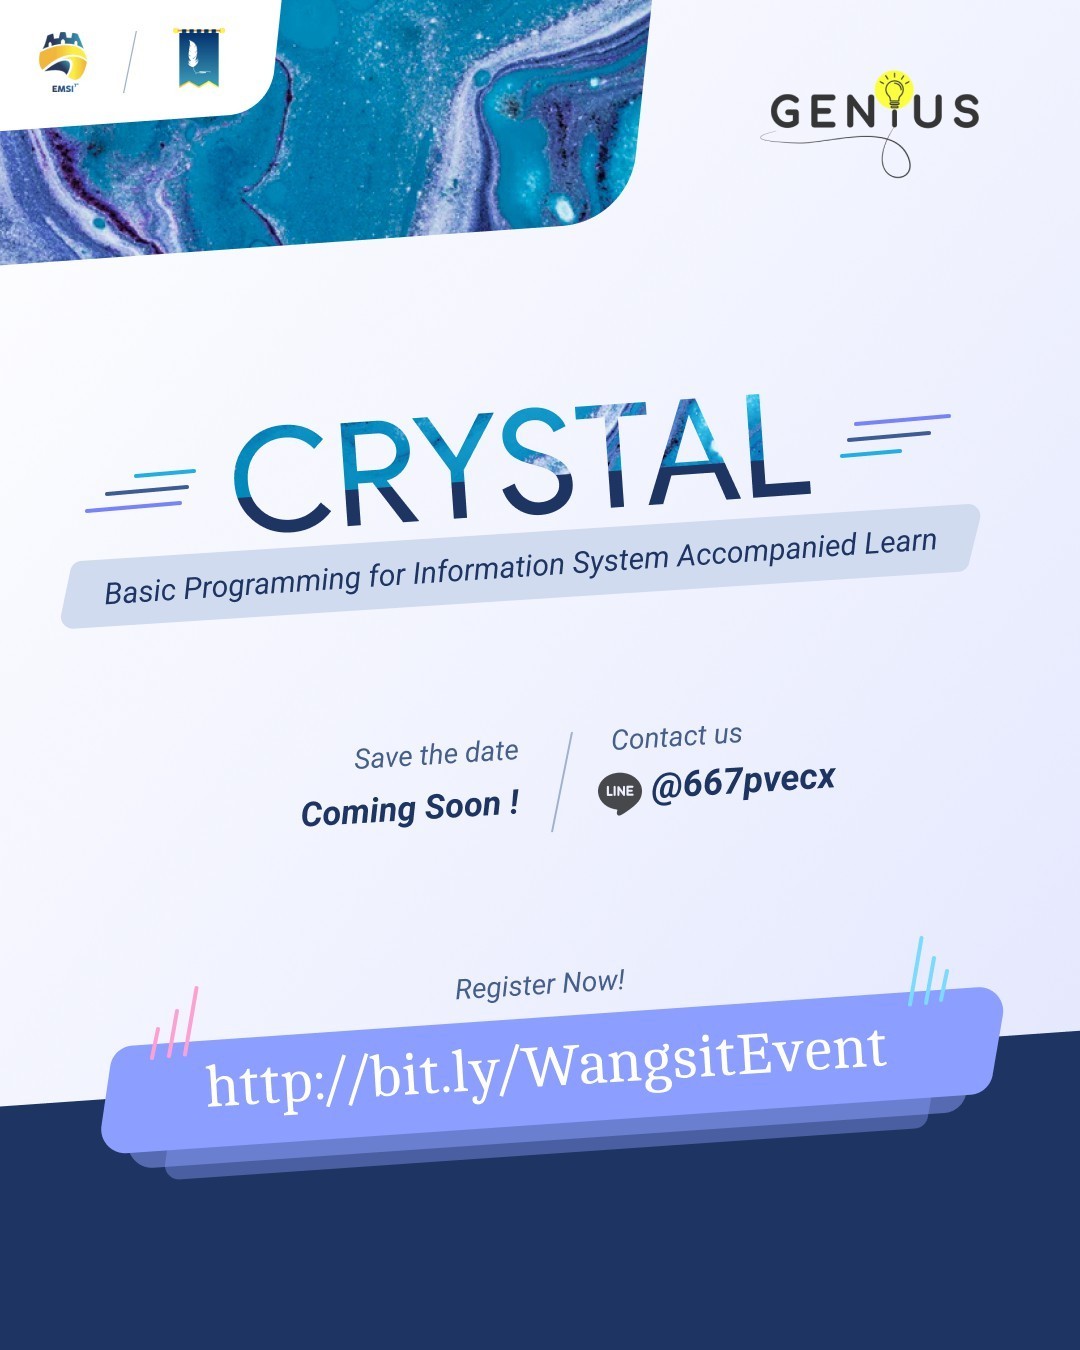 EMSI
GENIUS
CRYSTAL
Basic Programming for Information System Accompanied Learn
Save the date
Coming Soon !
Contact us
LINE @667pvecx
Register Now!
http://bit.ly/WangsitEvent